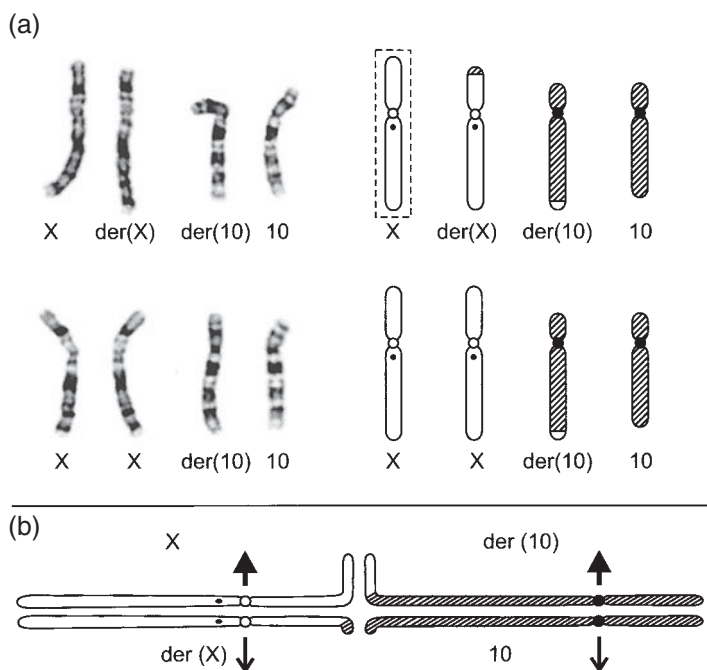 (a)
X der(X) der(10) 10 X der(X) der(10) 10
X X der(10) 10 X X der(10) 10
(b)
X der (10)
der (X) 10